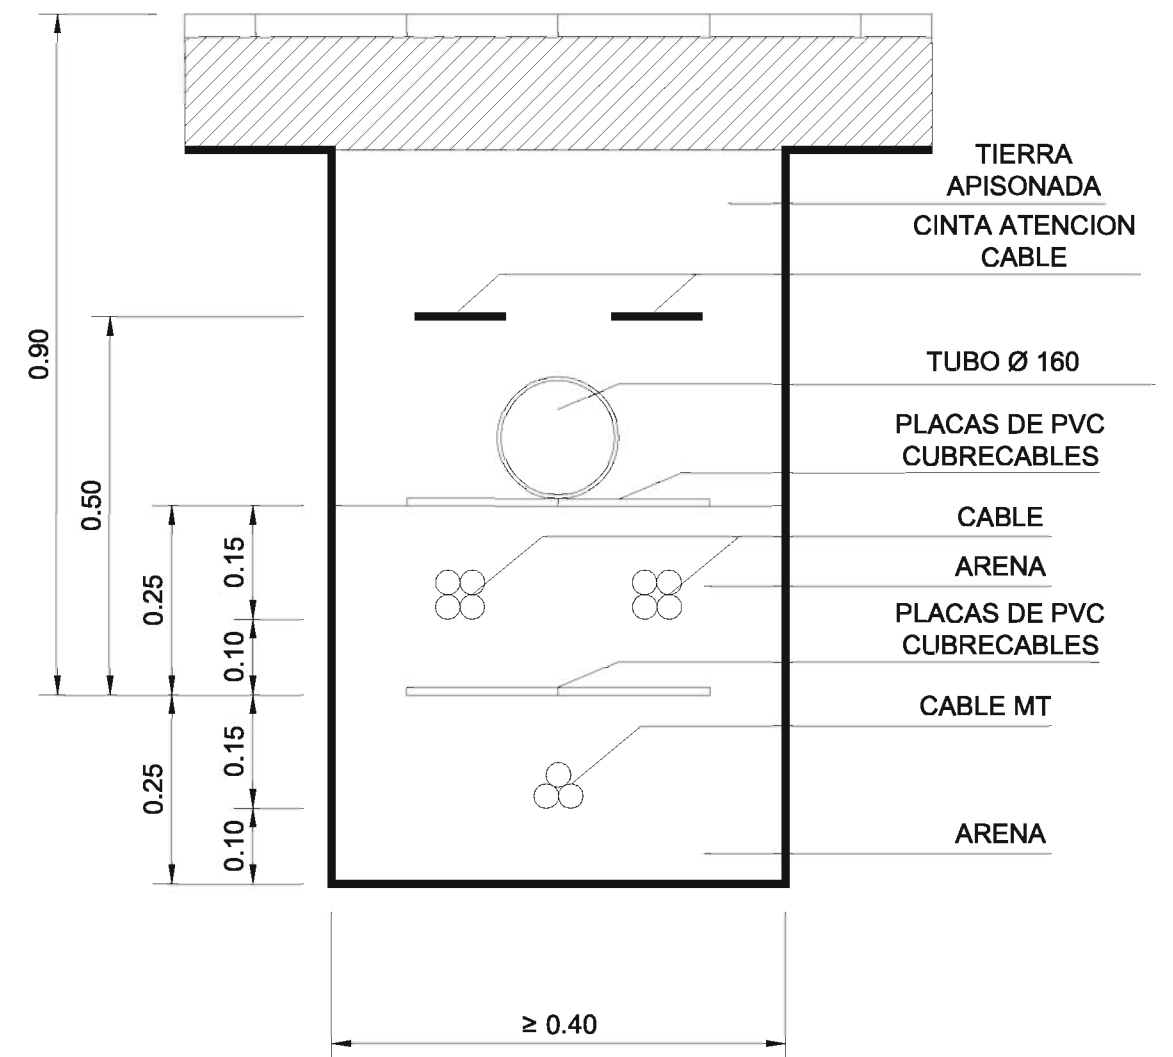 TIERRA
APISONADA
CINTA ATENCION
CABLE
TUBO Ø 160
PLACAS DE PVC
CUBRECABLES
CABLE
ARENA
PLACAS DE PVC
CUBRECABLES
CABLE MT
ARENA
0.90
0.50
0.25
0.15
0.10
0.25
0.15
0.10
≥ 0.40